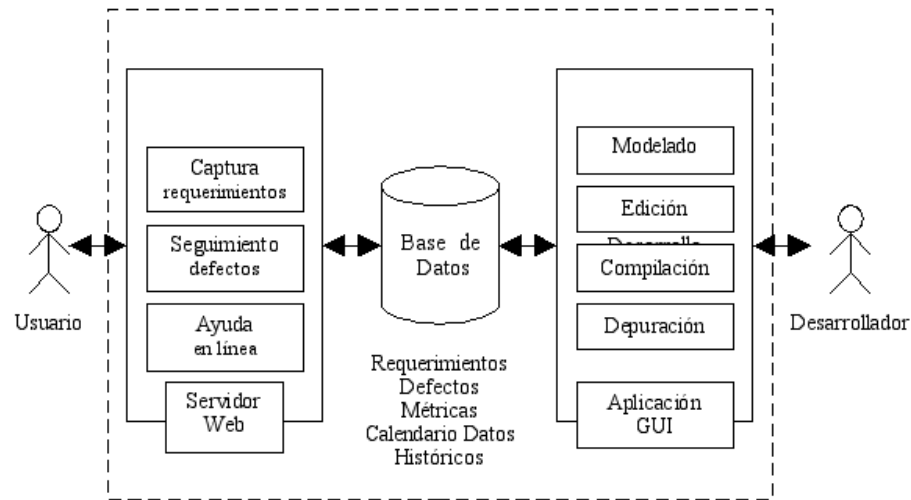 Captura
requerimientos
Seguimiento
defectos
Ayuda
en línea
Servidor
Web
Usuario
Base de
Datos
Requerimientos
Defectos
Métricas
Calendario Datos
Históricos
Modelado
Edición
Compilación
Depuración
Aplicación
GUI
Desarrollador